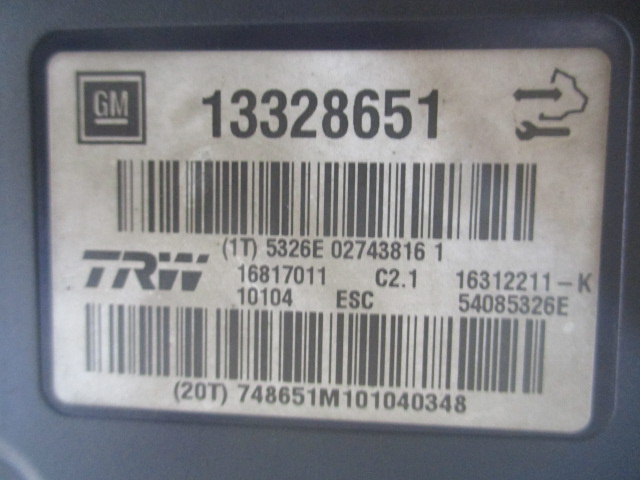 GM 13328651
(1T) 5326E 02743816 1
TRW 16817011 C2.1 16312211-K
10104 ESC 54085326E
(20T) 748651M101040348